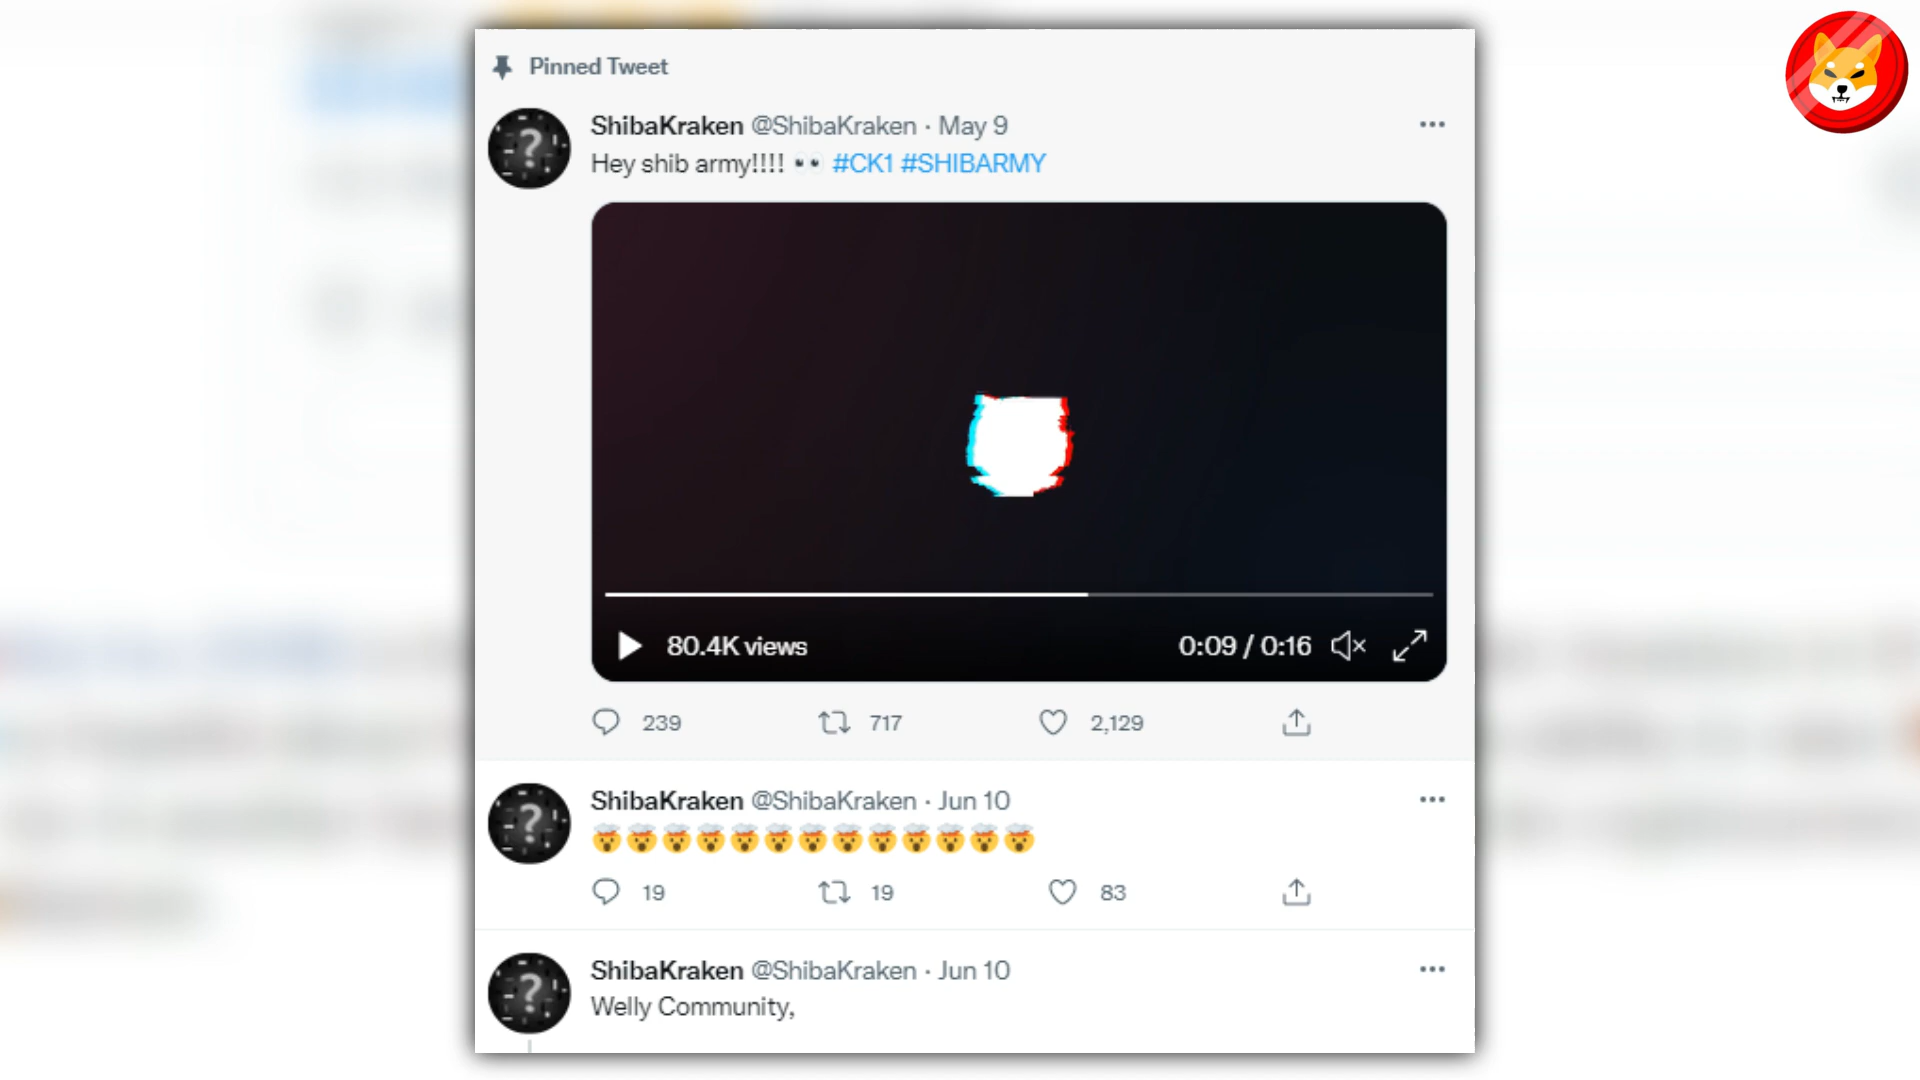 Pinned Tweet
ShibaKraken @ShibaKraken · May 9
Hey shib army!!!! 👀 #CK1 #SHIBARMY
80.4K views
0:09 / 0:16
239
717
2,129
ShibaKraken @ShibaKraken · Jun 10
🤯🤯🤯🤯🤯🤯🤯🤯🤯🤯🤯🤯🤯
19
19
83
ShibaKraken @ShibaKraken · Jun 10
Welly Community,